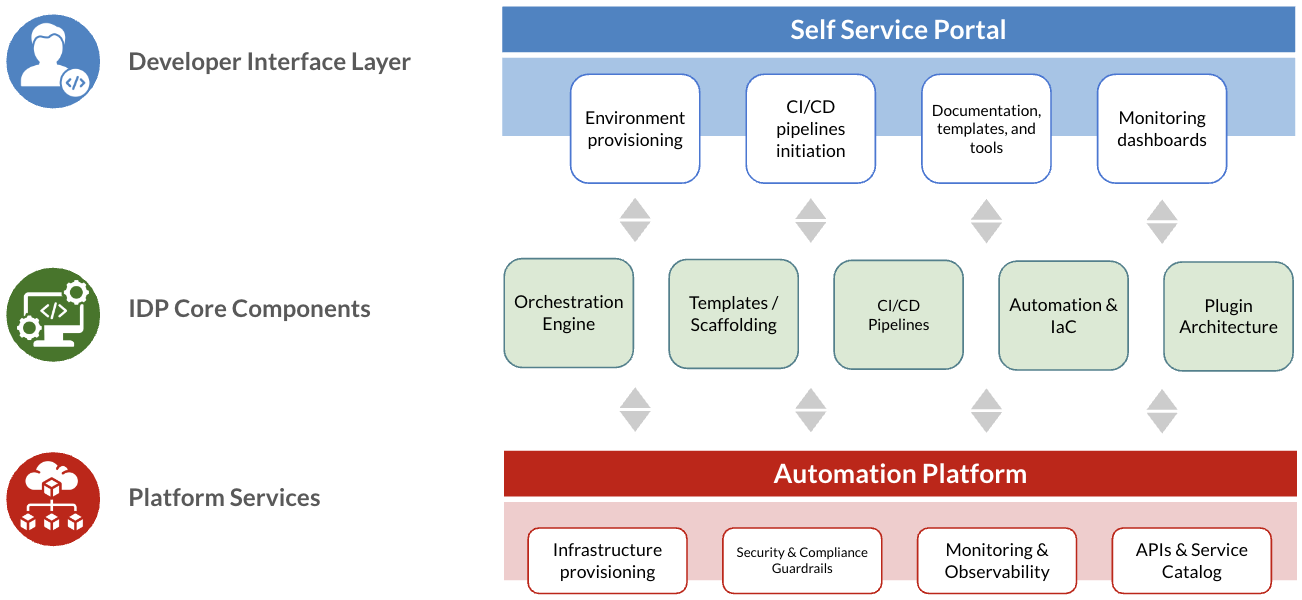 Self Service Portal
Developer Interface Layer
Environment
provisioning
CI/CD
pipelines
initiation
Documentation,
templates, and
tools
Monitoring
dashboards
IDP Core Components
Orchestration
Engine
Templates /
Scaffolding
CI/CD
Pipelines
Automation &
IaC
Plugin
Architecture
Automation Platform
Platform Services
Infrastructure
provisioning
Security & Compliance
Guardrails
Monitoring &
Observability
APIs & Service
Catalog